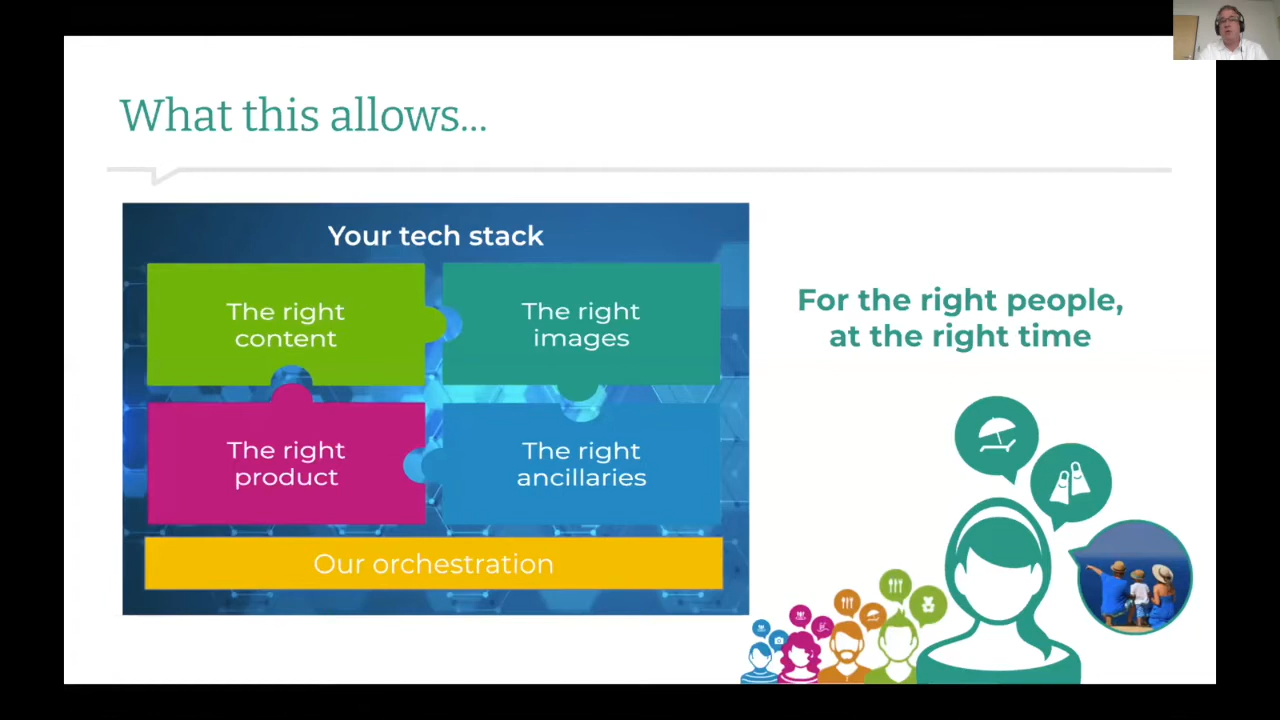 What this allows...
Your tech stack
The right
content
The right
images
The right
product
The right
ancillaries
Our orchestration
For the right people,
at the right time